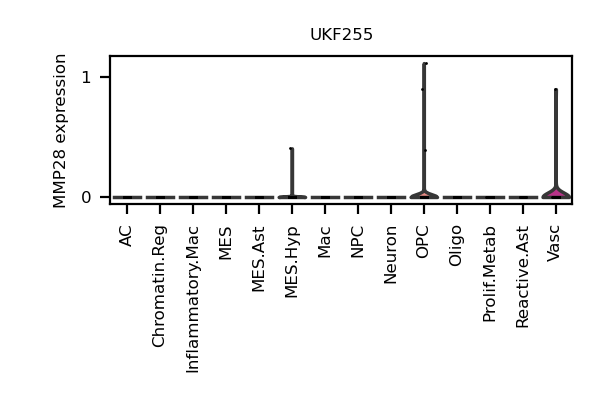 UKF255
MMP28 expression
1
0
AC
Chromatin.Reg
Inflammatory.Mac
MES
MES.Ast
MES.Hyp
Mac
NPC
Neuron
OPC
Oligo
Prolif.Metab
Reactive.Ast
Vasc